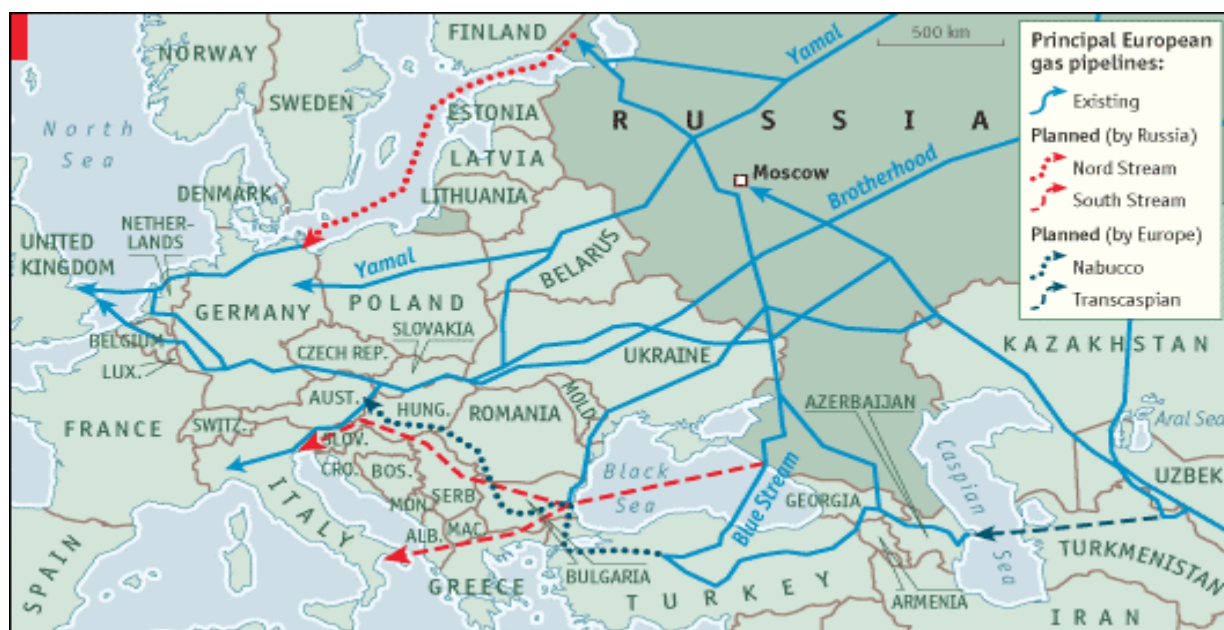 FINLAND
NORWAY
SWEDEN
ESTONIA
LATVIA
LITHUANIA
North
Sea
DENMARK
NETHER-
LANDS
UNITED
KINGDOM
BELGIUM
LUX.
GERMANY
POLAND
BELARUS
CZECH REP.
SLOVAKIA
AUST.
HUNG.
SWITZ.
FRANCE
SLOV.
CRO.
BOS.
SERB.
MON.
ALB.
MAC.
ITALY
SPAIN
GREECE
BULGARIA
ROMANIA
MOLD.
UKRAINE
RUSSIA
Moscow
Yamal
Yamal
Brotherhood
Blue Stream
Black
Sea
TURKEY
GEORGIA
ARMENIA
AZERBAIJAN
Caspian
Sea
KAZAKHSTAN
Aral Sea
UZBEK.
TURKMENISTAN
IRAN
500 km
Principal European
gas pipelines:
Existing
Planned (by Russia)
Nord Stream
South Stream
Planned (by Europe)
Nabucco
Transcaspian